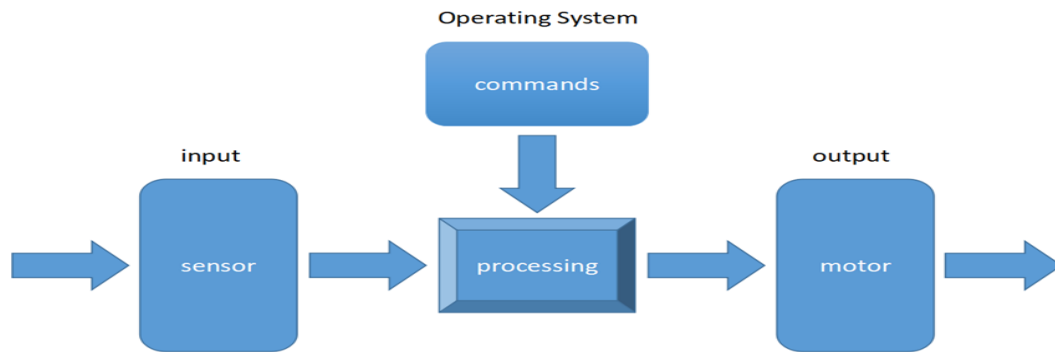 Operating System
commands
input
output
sensor
processing
motor